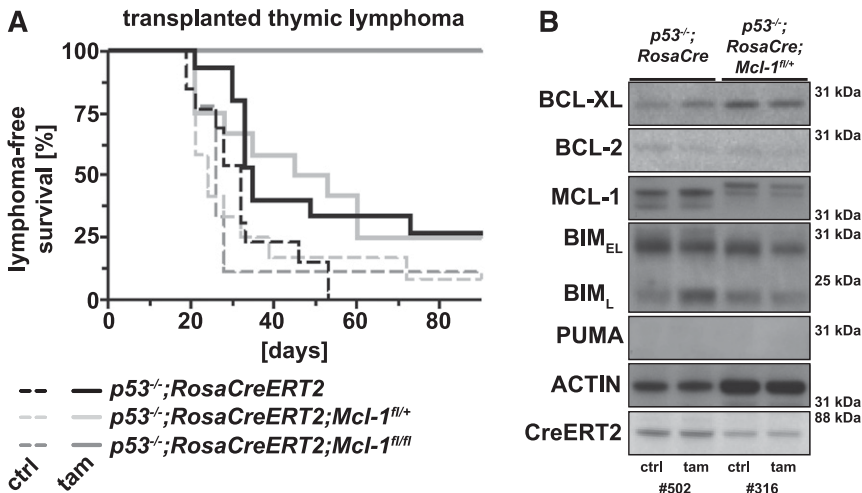 A
transplanted thymic lymphoma
lymphoma-free
survival [%]
100
75
50
25
0
0 20 40 60 80
[days]
p53-/-;RosaCreERT2
p53-/-;RosaCreERT2;Mcl-1fl/+
p53-/-;RosaCreERT2;Mcl-1fl/fl
ctrl
tam
B
p53-/-;
RosaCre
p53-/-;
RosaCre;
Mcl-1fl/+
BCL-XL
31 kDa
BCL-2
31 kDa
MCL-1
31 kDa
BIMEL
31 kDa
25 kDa
BIML
PUMA
31 kDa
ACTIN
31 kDa
88 kDa
CreERT2
ctrl tam ctrl tam
#502 #316